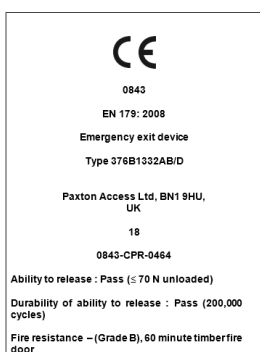 CE
0843
EN 179: 2008
Emergency exit device
Type 376B1332AB/D
Paxton Access Ltd, BN1 9HU,
UK
18
0843-CPR-0464
Ability to release : Pass (≤ 70 N unloaded)
Durability of ability to release : Pass (200,000
cycles)
Fire resistance – (Grade B), 60 minute timber fire
door